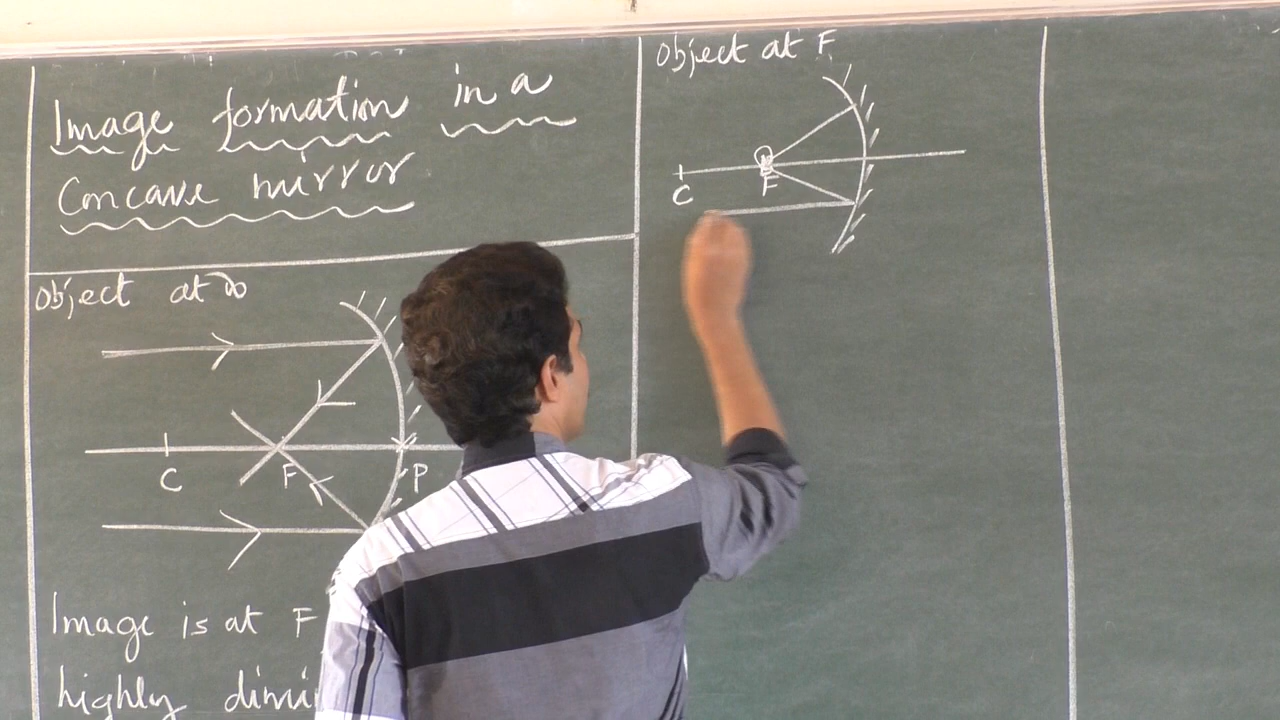 Image formation in a
Concave mirror
Object at ∞
C F P
Image is at F
highly
Object at F
C F